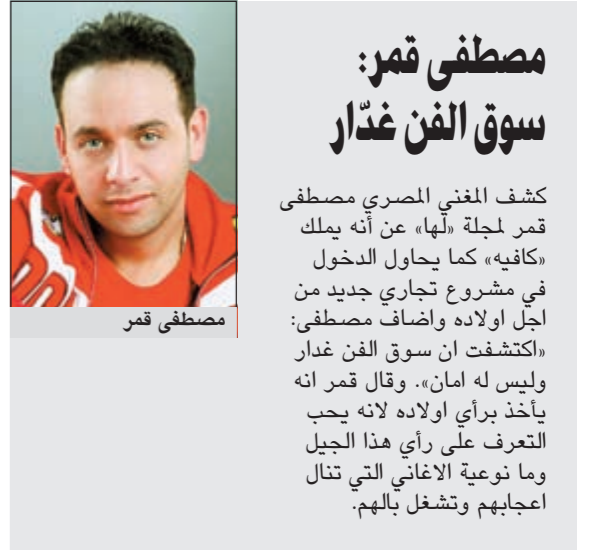 مصطفى قمر:
سوق الفن غدّار
كشف المغني المصري مصطفى
قمر لمجلة «لها» عن أنه يملك
«كافيه» كما يحاول الدخول
في مشروع تجاري جديد من
اجل اولاده واضاف مصطفى:
«اكتشفت ان سوق الفن غدار
وليس له امان». وقال قمر انه
يأخذ برأي اولاده لانه يحب
التعرف على رأي هذا الجيل
وما نوعية الاغاني التي تنال
اعجابهم وتشغل بالهم.
مصطفى قمر